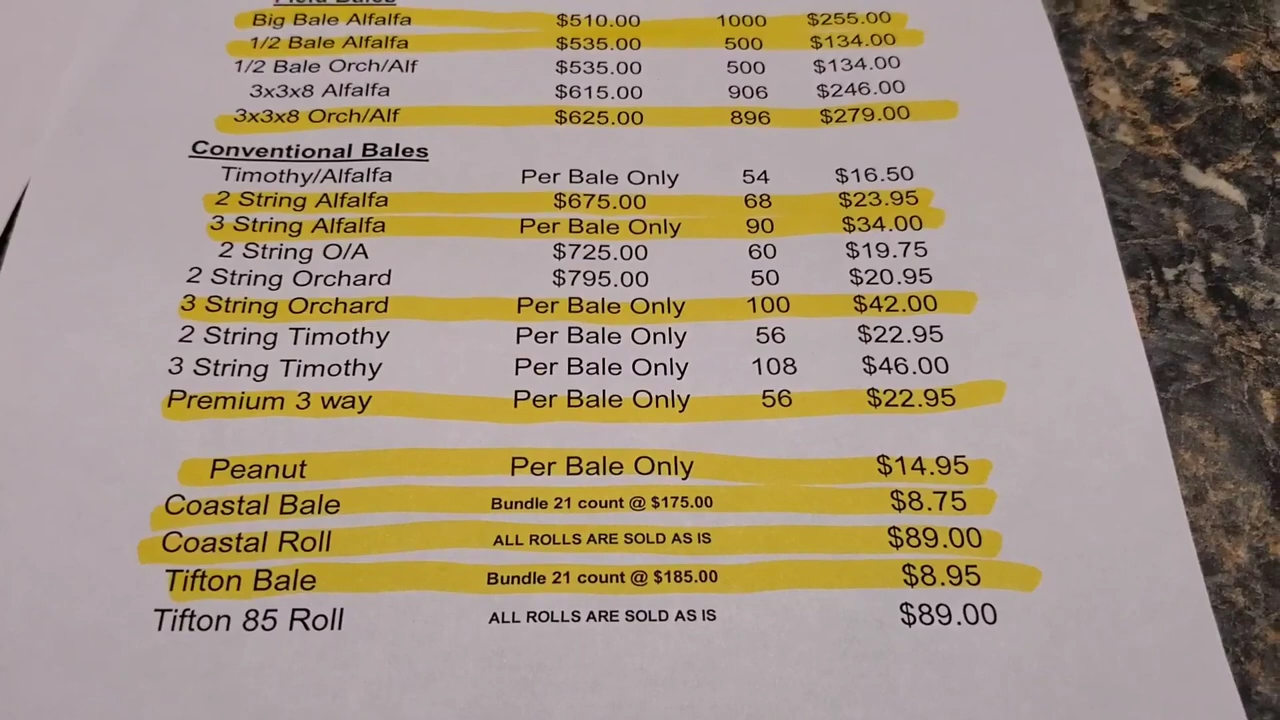 Big Bale Alfalfa $510.00 1000 $255.00
1/2 Bale Alfalfa $535.00 500 $134.00
1/2 Bale Orch/Alf $535.00 500 $134.00
3x3x8 Alfalfa $615.00 906 $246.00
3x3x8 Orch/Alf $625.00 896 $279.00
Conventional Bales
Timothy/Alfalfa Per Bale Only 54 $16.50
2 String Alfalfa $675.00 68 $23.95
3 String Alfalfa Per Bale Only 90 $34.00
2 String O/A $725.00 60 $19.75
2 String Orchard $795.00 50 $20.95
3 String Orchard Per Bale Only 100 $42.00
2 String Timothy Per Bale Only 56 $22.95
3 String Timothy Per Bale Only 108 $46.00
Premium 3 way Per Bale Only 56 $22.95
Peanut Per Bale Only $14.95
Coastal Bale Bundle 21 count @ $175.00 $8.75
Coastal Roll ALL ROLLS ARE SOLD AS IS $89.00
Tifton Bale Bundle 21 count @ $185.00 $8.95
Tifton 85 Roll ALL ROLLS ARE SOLD AS IS $89.00